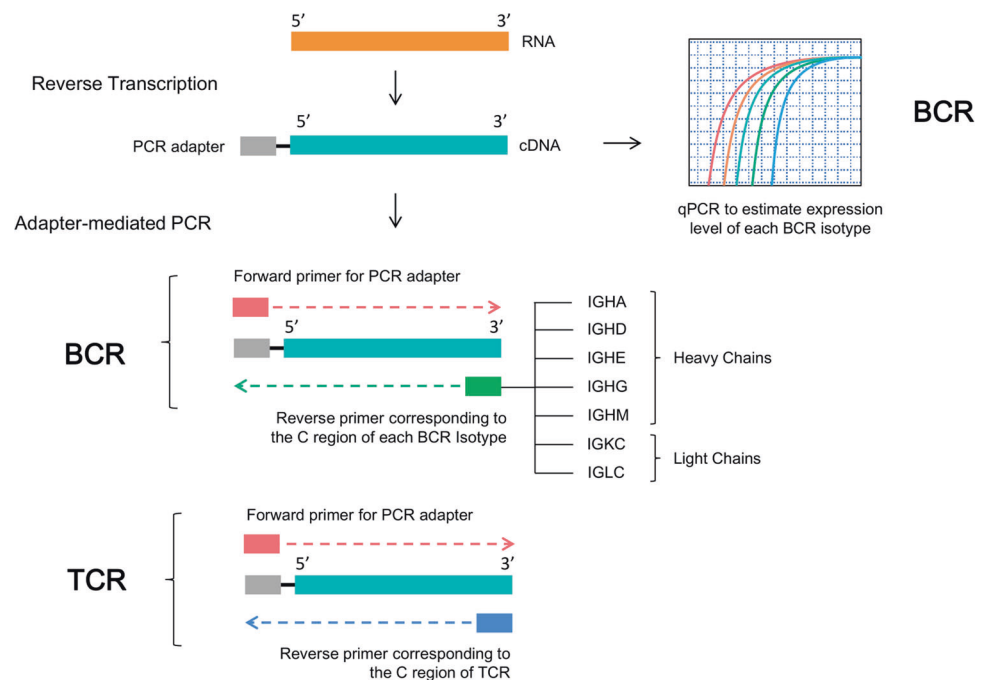 5’ 3’
RNA
Reverse Transcription
5’ 3’
PCR adapter
cDNA
BCR
qPCR to estimate expression
level of each BCR isotype
Adapter-mediated PCR
BCR
Forward primer for PCR adapter
5’ 3’
Reverse primer corresponding to
the C region of each BCR Isotype
IGHA
IGHD
IGHE
IGHG
IGHM
IGKC
IGLC
Heavy Chains
Light Chains
TCR
Forward primer for PCR adapter
5’ 3’
Reverse primer corresponding to
the C region of TCR